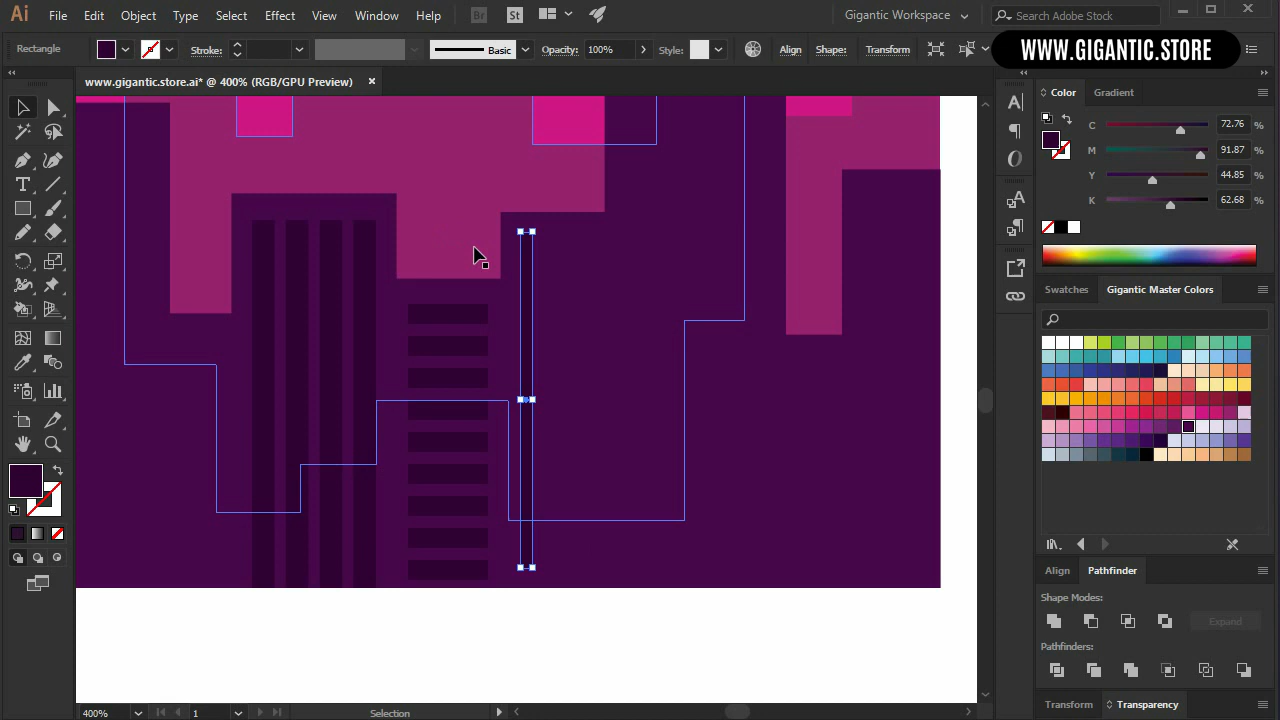 Ai File Edit Object Type Select Effect View Window Help Br St Gigantic Workspace Search Adobe Stock
Rectangle Stroke: Basic Opacity: 100% Style: Align Shape: Transform WWW.GIGANTIC.STORE
www.gigantic.store.ai* @ 400% (RGB/GPU Preview) ×
Color Gradient
C 72.76 %
M 91.87 %
Y 44.85 %
K 62.68 %
Swatches Gigantic Master Colors
Align Pathfinder
Shape Modes:
Expand
Pathfinders:
Transform Transparency
400% 1 Selection